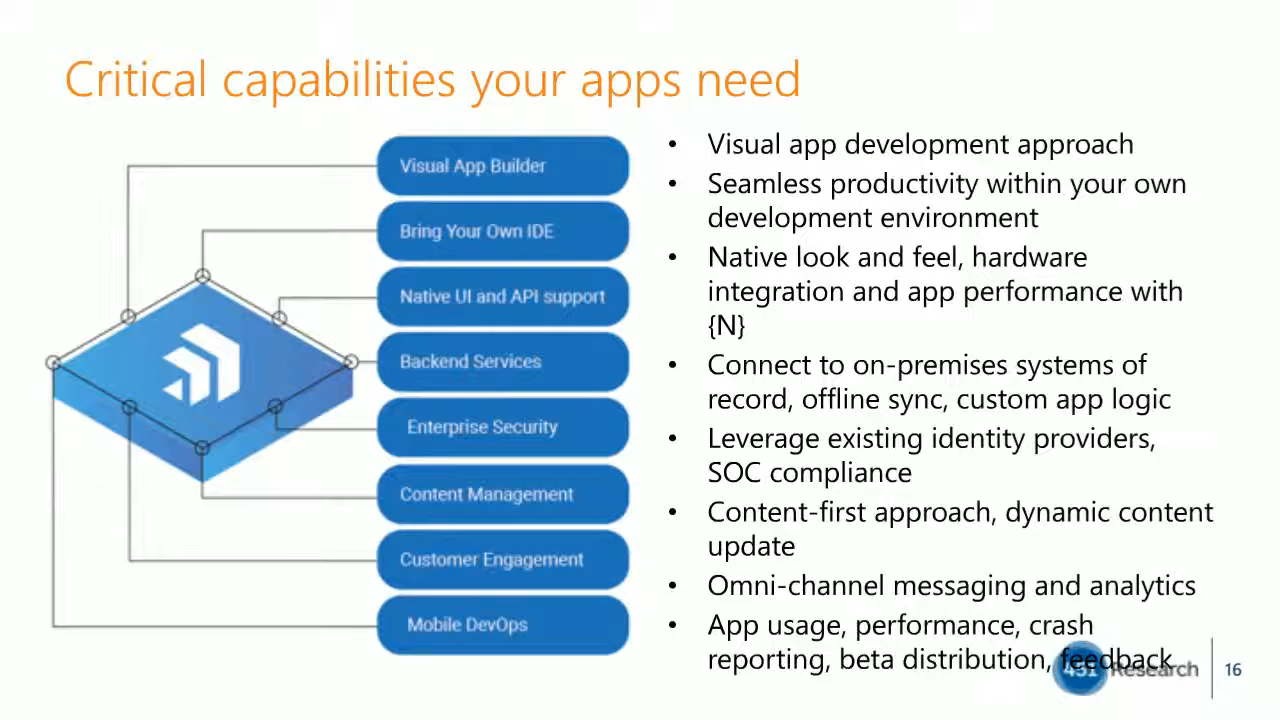 Critical capabilities your apps need
Visual App Builder
Bring Your Own IDE
Native UI and API support
Backend Services
Enterprise Security
Content Management
Customer Engagement
Mobile DevOps
• Visual app development approach
• Seamless productivity within your own
development environment
• Native look and feel, hardware
integration and app performance with
{N}
• Connect to on-premises systems of
record, offline sync, custom app logic
• Leverage existing identity providers,
SOC compliance
• Content-first approach, dynamic content
update
• Omni-channel messaging and analytics
• App usage, performance, crash
reporting, beta distribution, feedback
451 Research
16